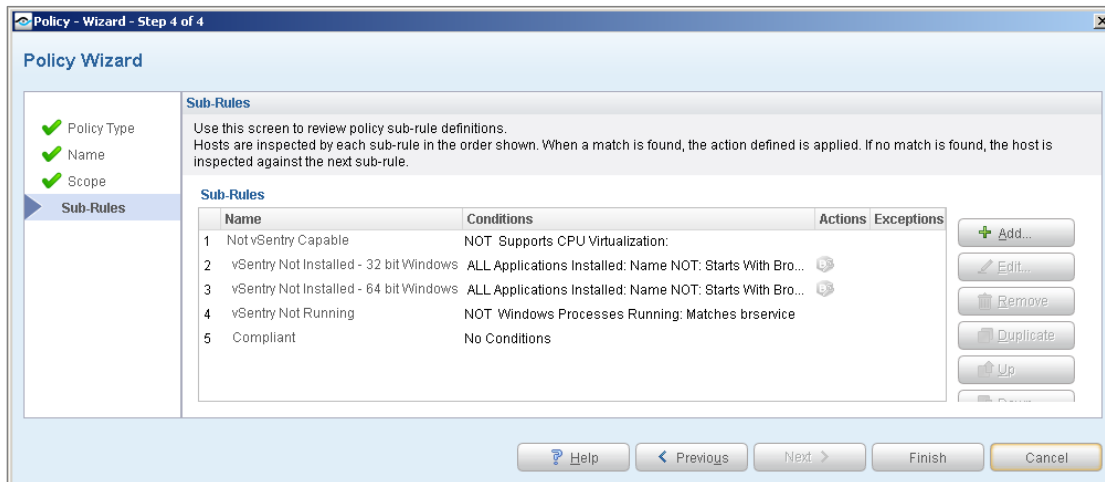 Policy - Wizard - Step 4 of 4
Policy Wizard
Policy Type
Name
Scope
Sub-Rules
Sub-Rules
Use this screen to review policy sub-rule definitions.
Hosts are inspected by each sub-rule in the order shown. When a match is found, the action defined is applied. If no match is found, the host is
inspected against the next sub-rule.
Sub-Rules
Name Conditions Actions Exceptions
1 Not vSentry Capable NOT Supports CPU Virtualization:
2 vSentry Not Installed - 32 bit Windows ALL Applications Installed: Name NOT: Starts With Bro...
3 vSentry Not Installed - 64 bit Windows ALL Applications Installed: Name NOT: Starts With Bro...
4 vSentry Not Running NOT Windows Processes Running: Matches brservice
5 Compliant No Conditions
Add...
Edit...
Remove
Duplicate
Up
Help Previous Next > Finish Cancel